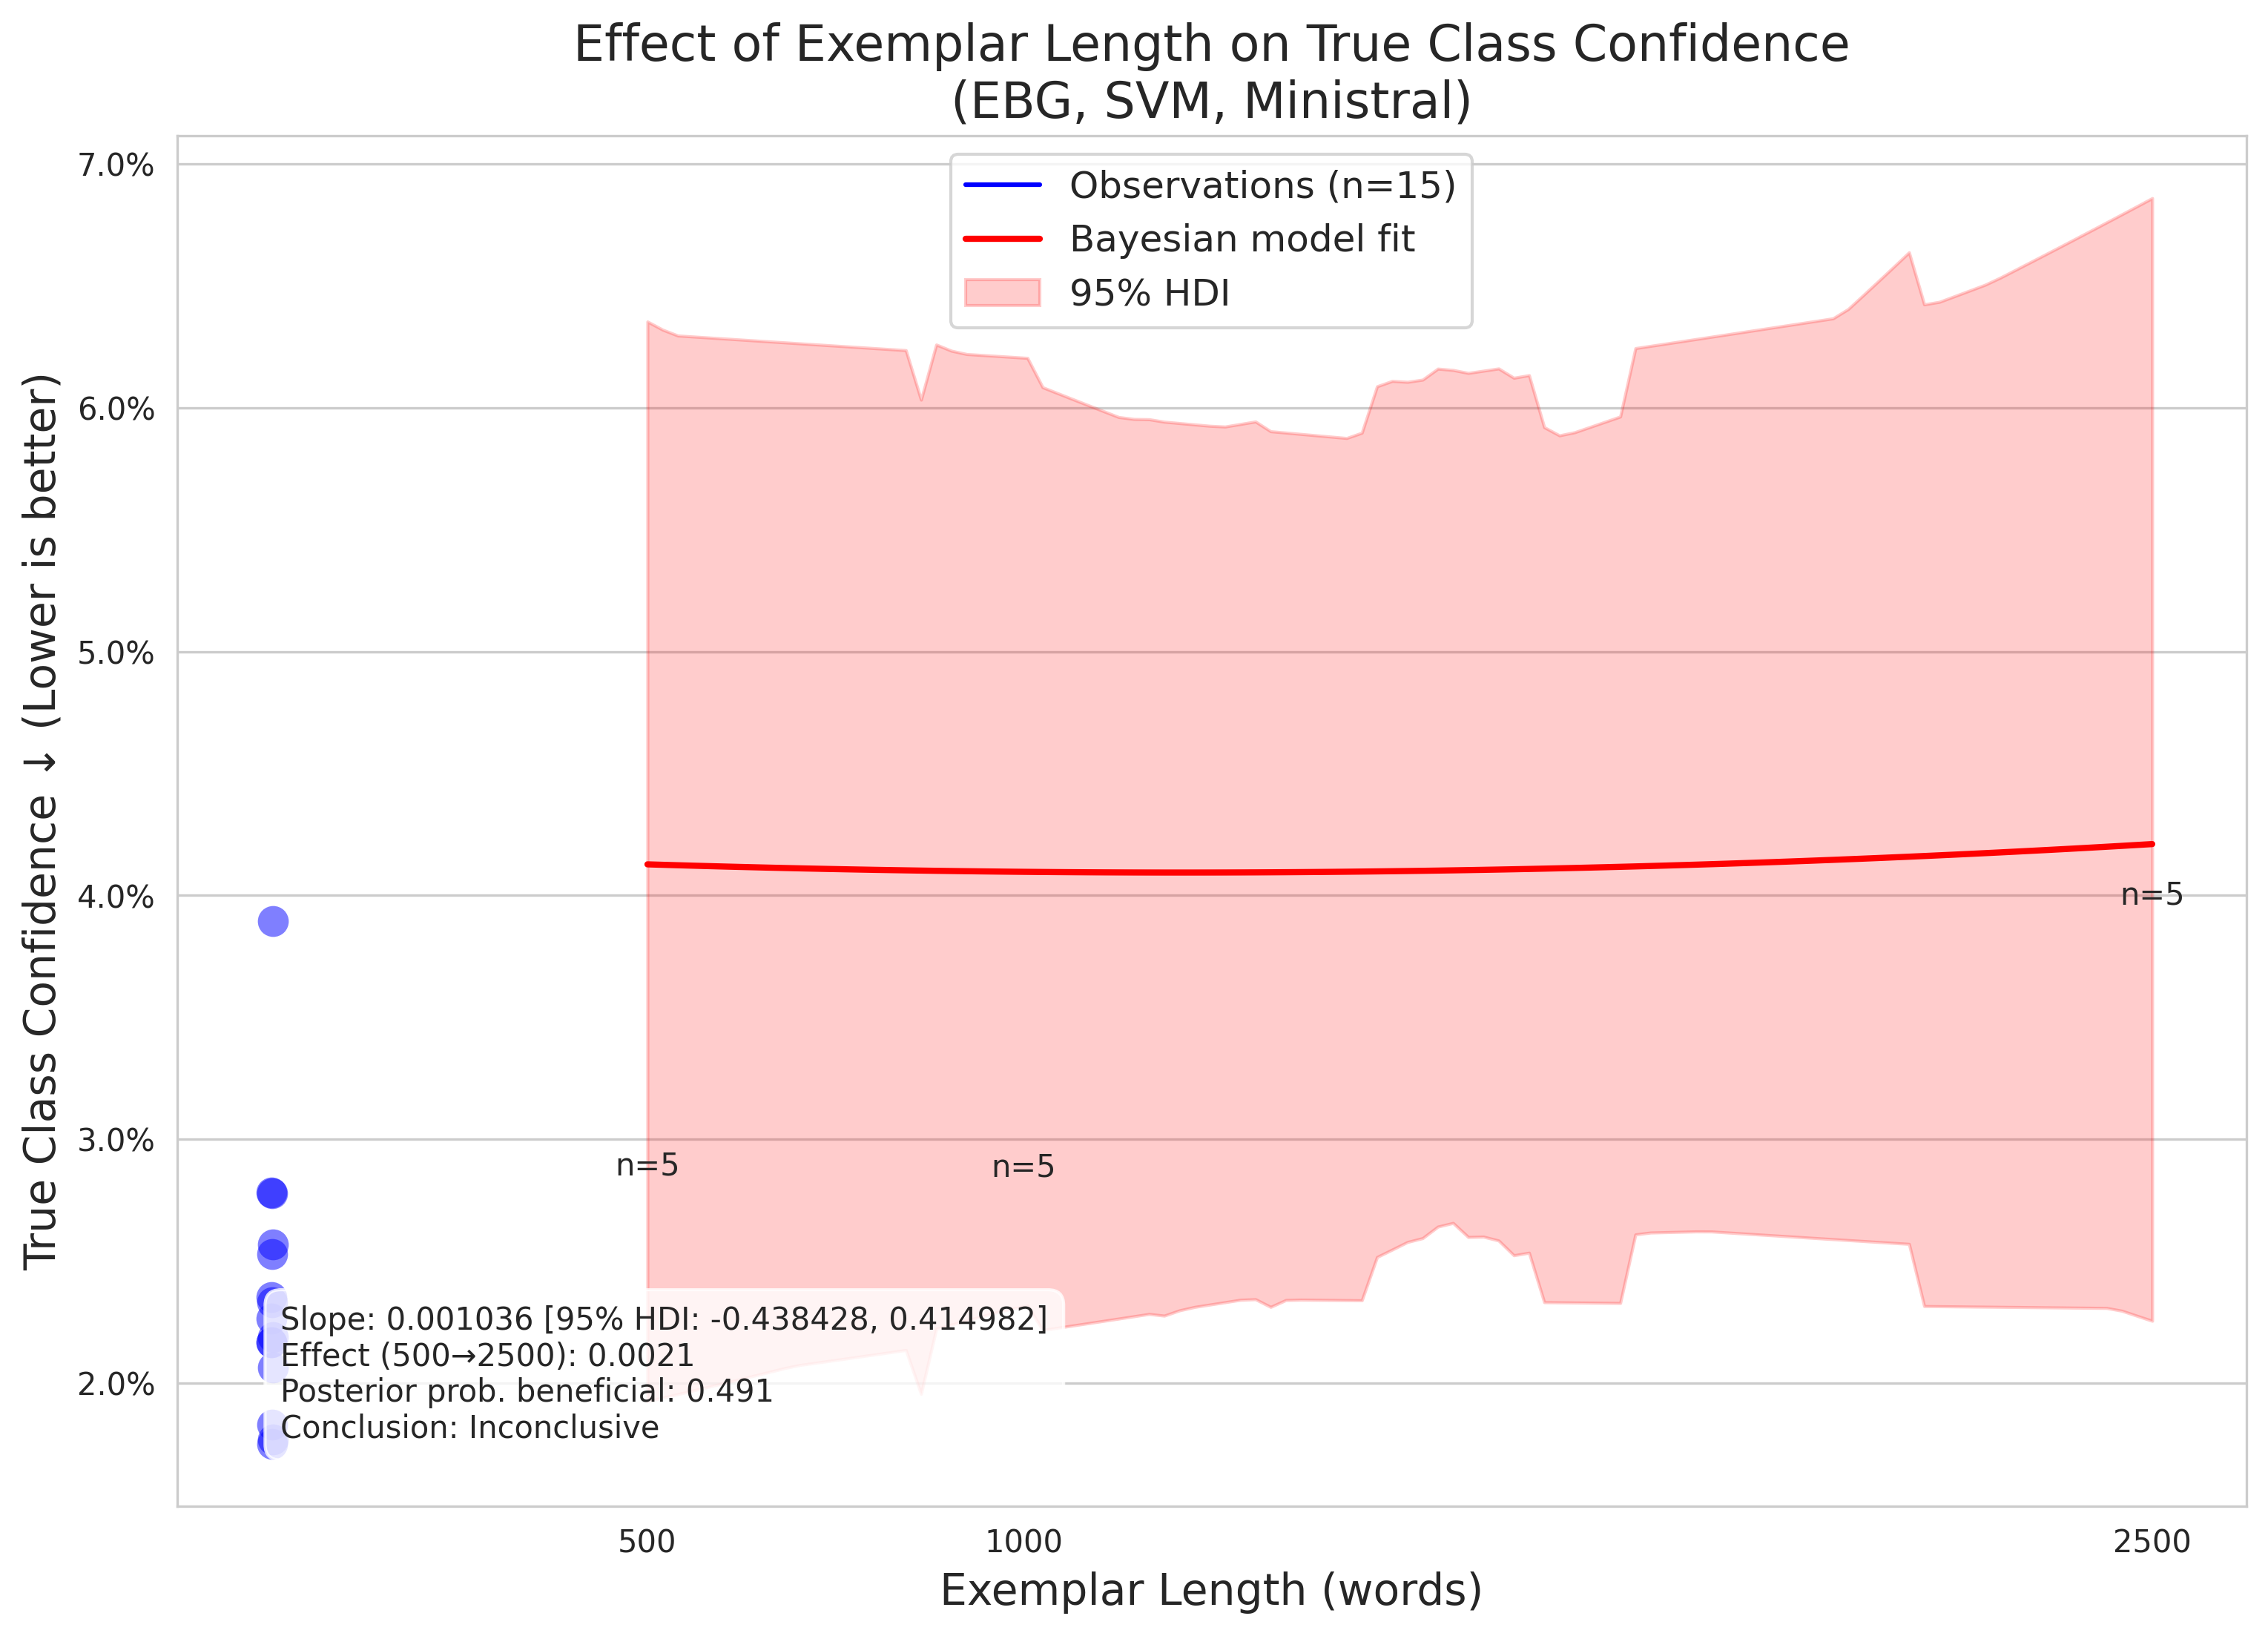 Effect of Exemplar Length on True Class Confidence
(EBG, SVM, Ministral)
7.0%
6.0%
5.0%
4.0%
3.0%
2.0%
True Class Confidence ↓ (Lower is better)
Observations (n=15)
Bayesian model fit
95% HDI
n=5
n=5
n=5
Slope: 0.001036 [95% HDI: -0.438428, 0.414982]
Effect (500→2500): 0.0021
Posterior prob. beneficial: 0.491
Conclusion: Inconclusive
500
1000
2500
Exemplar Length (words)